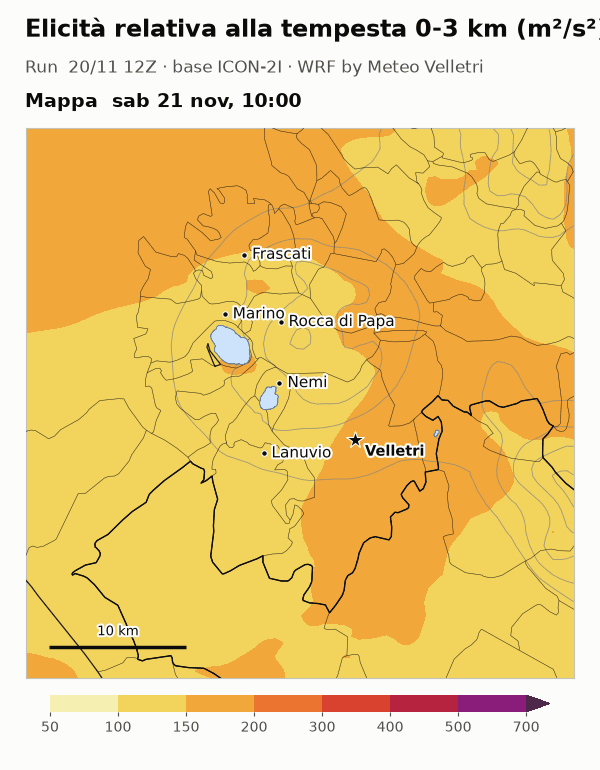 Elicità relativa alla tempesta 0-3 km (m²/s²)
Run  20/11 12Z · base ICON-2I · WRF by Meteo Velletri
Mappa  sab 21 nov, 10:00
Frascati
Marino
Rocca di Papa
Nemi
Velletri
Lanuvio
10 km
50 100 150 200 300 400 500 700